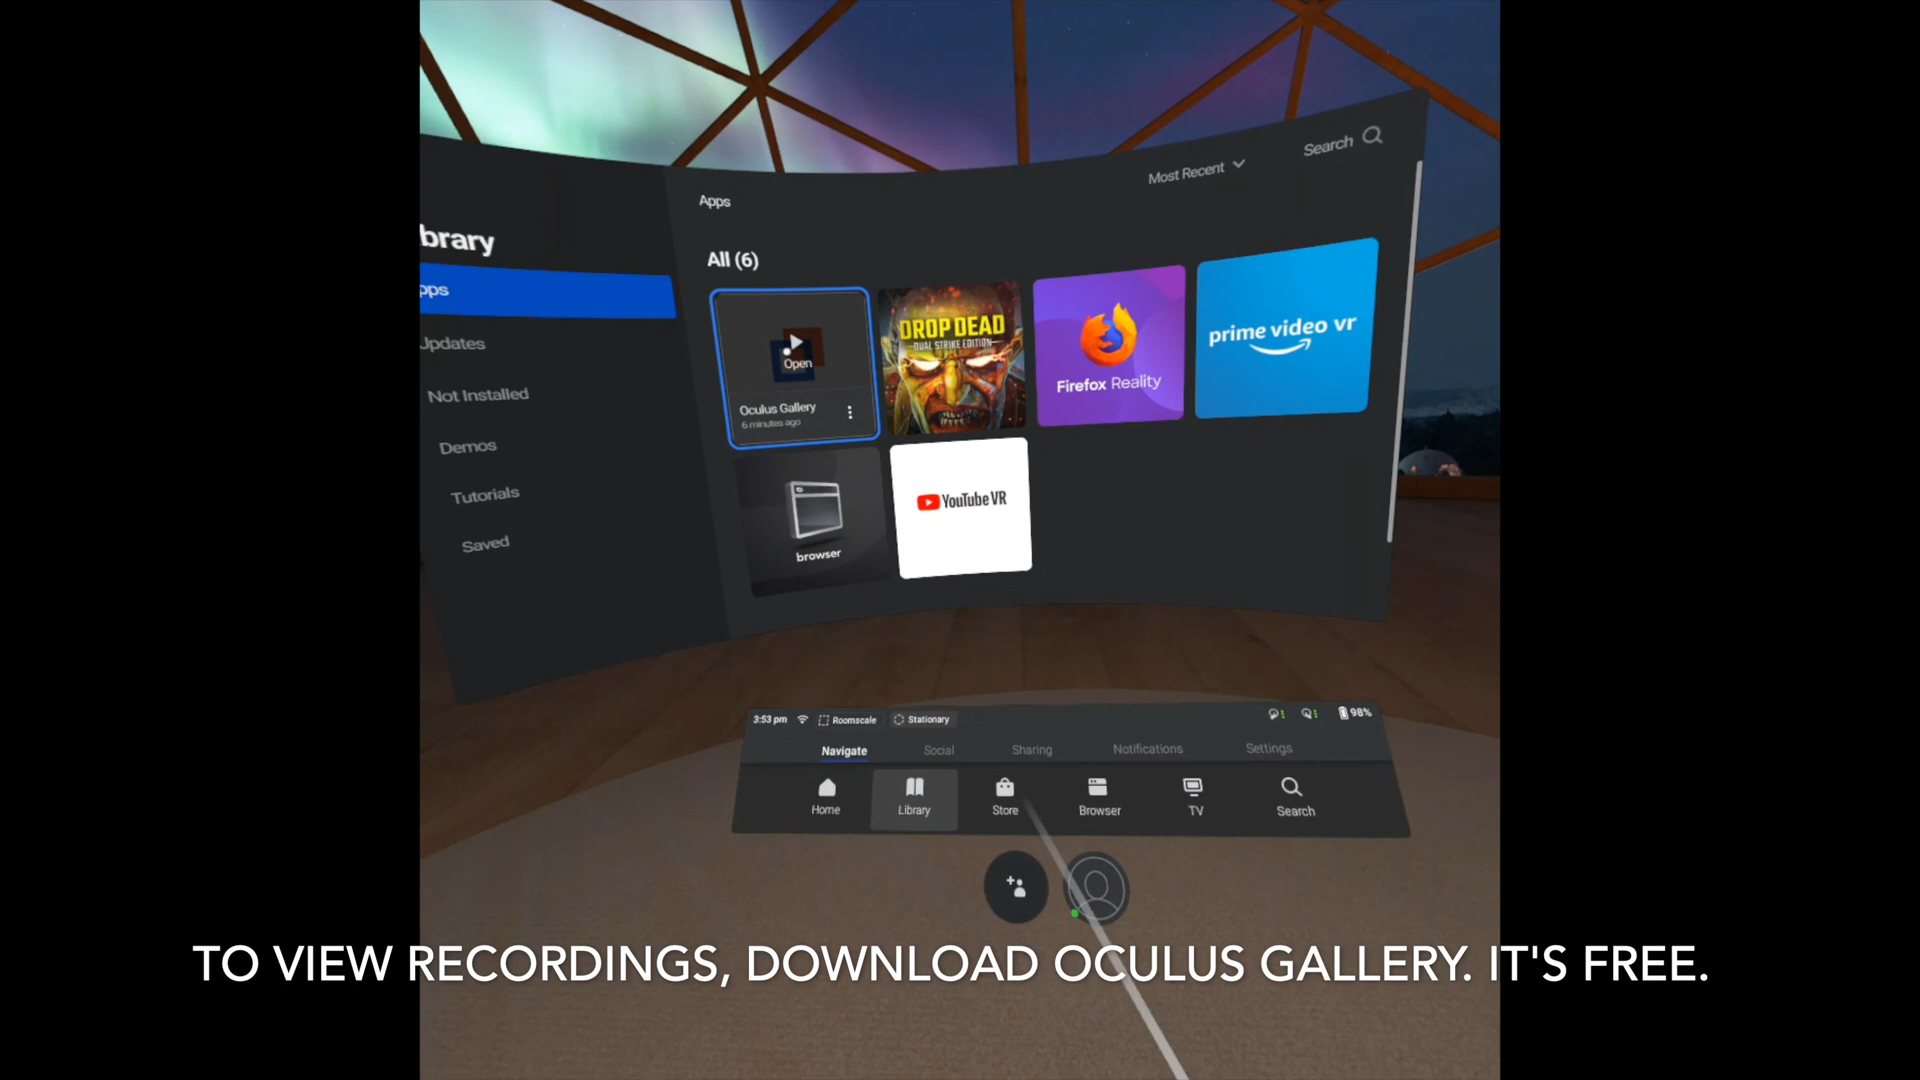 Search
Most Recent
Apps
brary
All (6)
pps
Updates
Not Installed
Demos
Tutorials
Saved
Open
Oculus Gallery
6 minutes ago
DROP DEAD
DUAL STRIKE EDITION
Firefox Reality
prime video vr
browser
YouTube VR
3:53 pm
Roomscale
Stationary
98%
Navigate
Social
Sharing
Notifications
Settings
Home
Library
Store
Browser
TV
Search
TO VIEW RECORDINGS, DOWNLOAD OCULUS GALLERY. IT'S FREE.